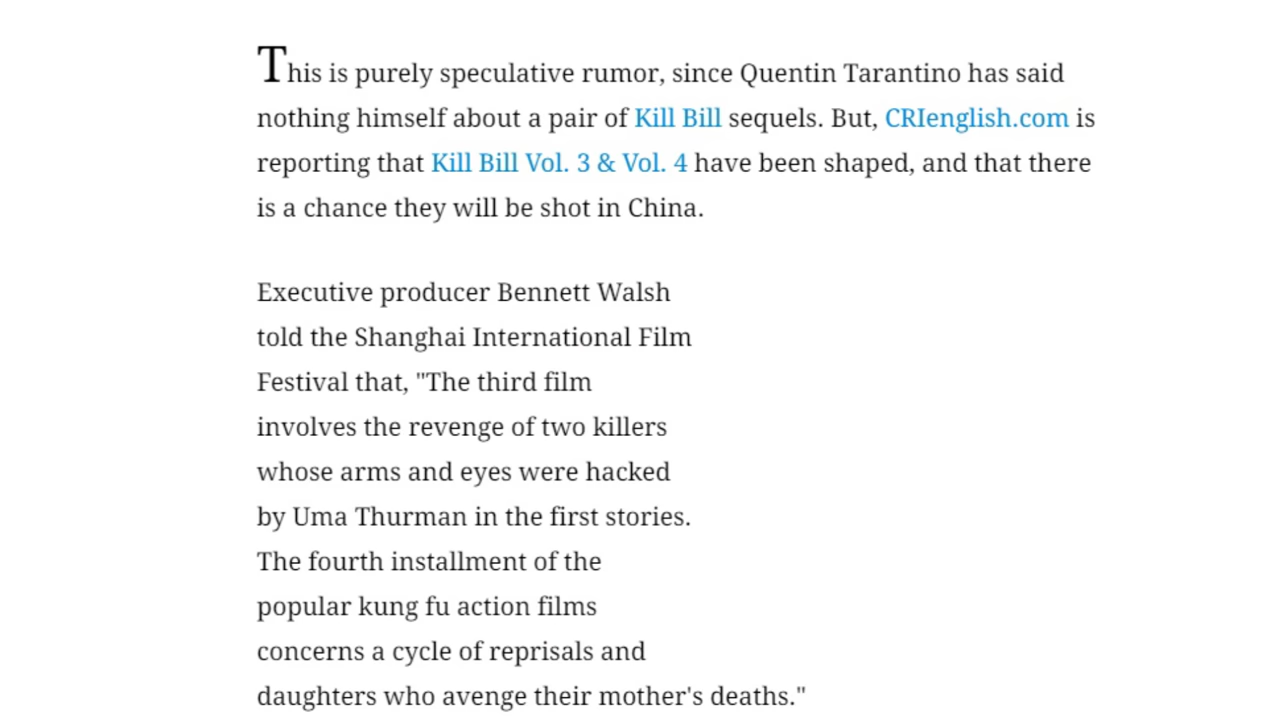 This is purely speculative rumor, since Quentin Tarantino has said
nothing himself about a pair of Kill Bill sequels. But, CRIenglish.com is
reporting that Kill Bill Vol. 3 & Vol. 4 have been shaped, and that there
is a chance they will be shot in China.
Executive producer Bennett Walsh
told the Shanghai International Film
Festival that, "The third film
involves the revenge of two killers
whose arms and eyes were hacked
by Uma Thurman in the first stories.
The fourth installment of the
popular kung fu action films
concerns a cycle of reprisals and
daughters who avenge their mother's deaths."